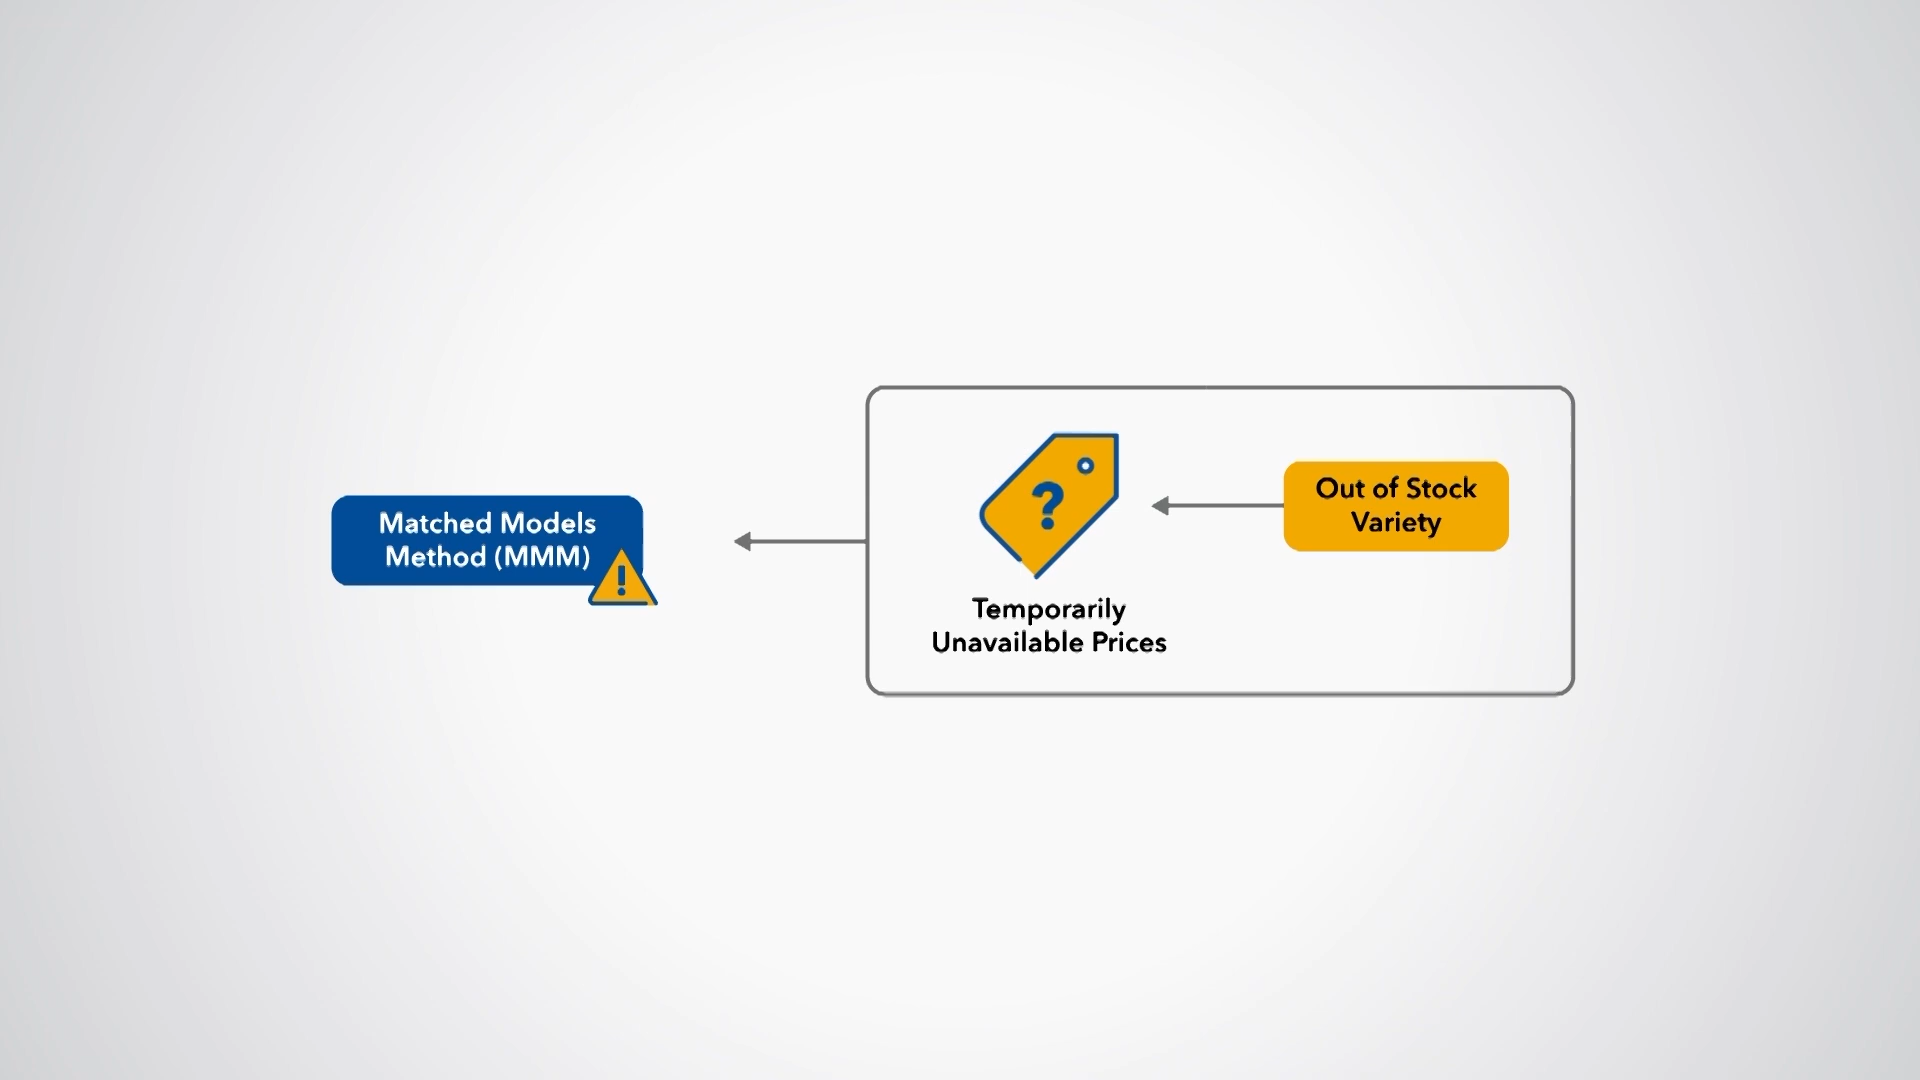 Matched Models
Method (MMM)
!
?
Temporarily
Unavailable Prices
Out of Stock
Variety